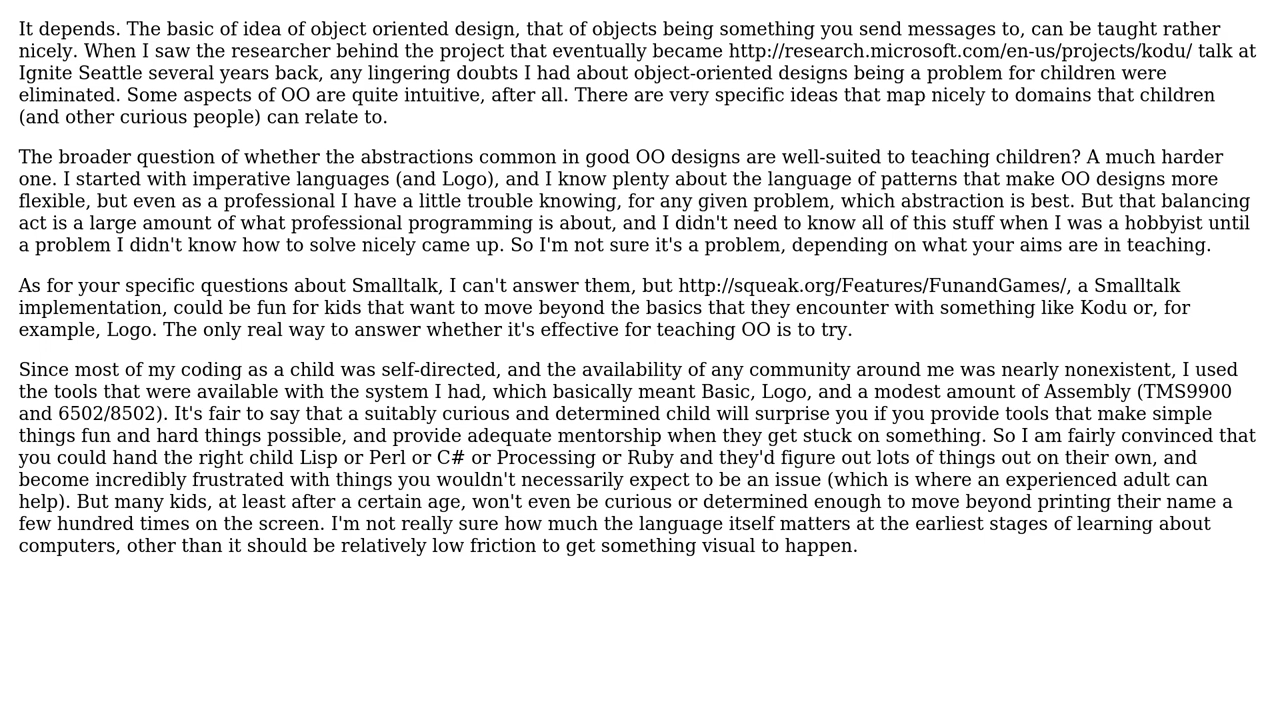 It depends. The basic of idea of object oriented design, that of objects being something you send messages to, can be taught rather
nicely. When I saw the researcher behind the project that eventually became http://research.microsoft.com/en-us/projects/kodu/ talk at
Ignite Seattle several years back, any lingering doubts I had about object-oriented designs being a problem for children were
eliminated. Some aspects of OO are quite intuitive, after all. There are very specific ideas that map nicely to domains that children
(and other curious people) can relate to.
The broader question of whether the abstractions common in good OO designs are well-suited to teaching children? A much harder
one. I started with imperative languages (and Logo), and I know plenty about the language of patterns that make OO designs more
flexible, but even as a professional I have a little trouble knowing, for any given problem, which abstraction is best. But that balancing
act is a large amount of what professional programming is about, and I didn't need to know all of this stuff when I was a hobbyist until
a problem I didn't know how to solve nicely came up. So I'm not sure it's a problem, depending on what your aims are in teaching.
As for your specific questions about Smalltalk, I can't answer them, but http://squeak.org/Features/FunandGames/, a Smalltalk
implementation, could be fun for kids that want to move beyond the basics that they encounter with something like Kodu or, for
example, Logo. The only real way to answer whether it's effective for teaching OO is to try.
Since most of my coding as a child was self-directed, and the availability of any community around me was nearly nonexistent, I used
the tools that were available with the system I had, which basically meant Basic, Logo, and a modest amount of Assembly (TMS9900
and 6502/8502). It's fair to say that a suitably curious and determined child will surprise you if you provide tools that make simple
things fun and hard things possible, and provide adequate mentorship when they get stuck on something. So I am fairly convinced that
you could hand the right child Lisp or Perl or C# or Processing or Ruby and they'd figure out lots of things out on their own, and
become incredibly frustrated with things you wouldn't necessarily expect to be an issue (which is where an experienced adult can
help). But many kids, at least after a certain age, won't even be curious or determined enough to move beyond printing their name a
few hundred times on the screen. I'm not really sure how much the language itself matters at the earliest stages of learning about
computers, other than it should be relatively low friction to get something visual to happen.